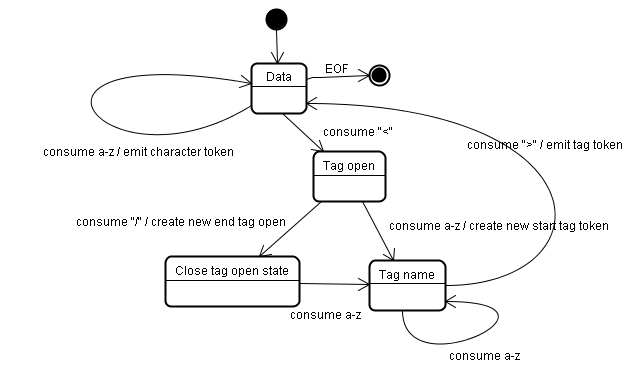 EOF
Data
consume "<"
consume ">" / emit tag token
consume a-z / emit character token
Tag open
consume "/" / create new end tag open
consume a-z / create new start tag token
Close tag open state
Tag name
consume a-z
consume a-z